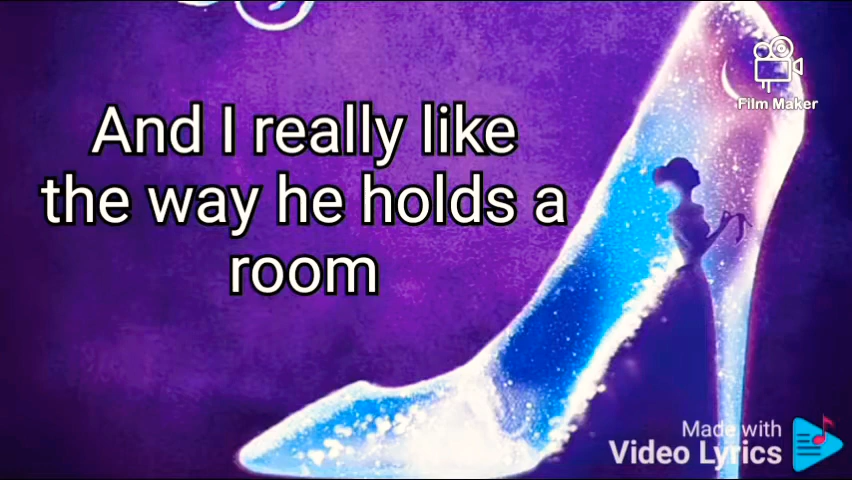 Film Maker
And I really like
the way he holds a
room
Made with
Video Lyrics